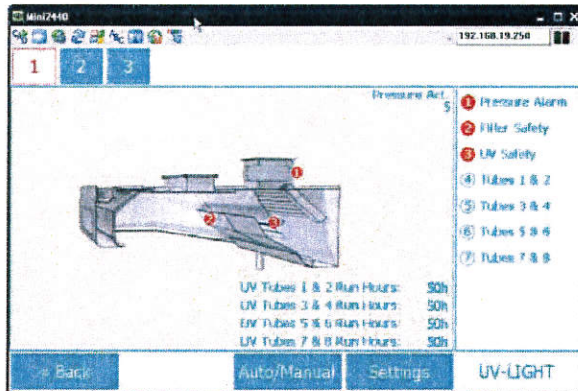 Mini2440
192.168.19.250
1 2 3
Pressure Act.
5
1 Pressure Alarm
2 Filter Safety
3 UV Safety
4 Tubes 1 & 2
5 Tubes 3 & 4
6 Tubes 5 & 6
7 Tubes 7 & 8
1
2
3
UV Tubes 1 & 2 Run Hours: 50h
UV Tubes 3 & 4 Run Hours: 50h
UV Tubes 5 & 6 Run Hours: 50h
UV Tubes 7 & 8 Run Hours: 50h
Back Auto/Manual Settings UV-LIGHT